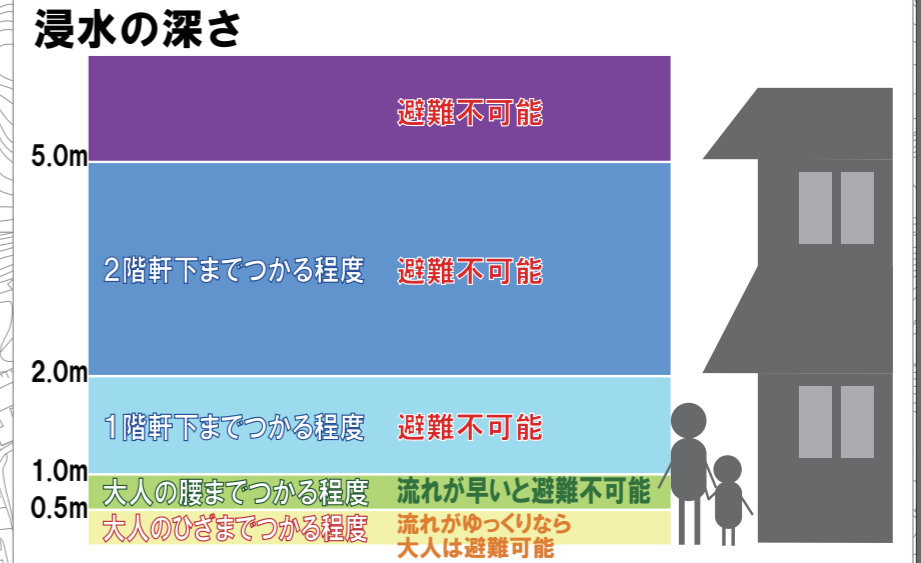 浸水の深さ
避難不可能
5.0m
2階軒下までつかる程度 避難不可能
2.0m
1階軒下までつかる程度 避難不可能
1.0m
大人の腰までつかる程度 流れが早いと避難不可能
0.5m
大人のひざまでつかる程度 流れがゆっくりなら
大人は避難可能